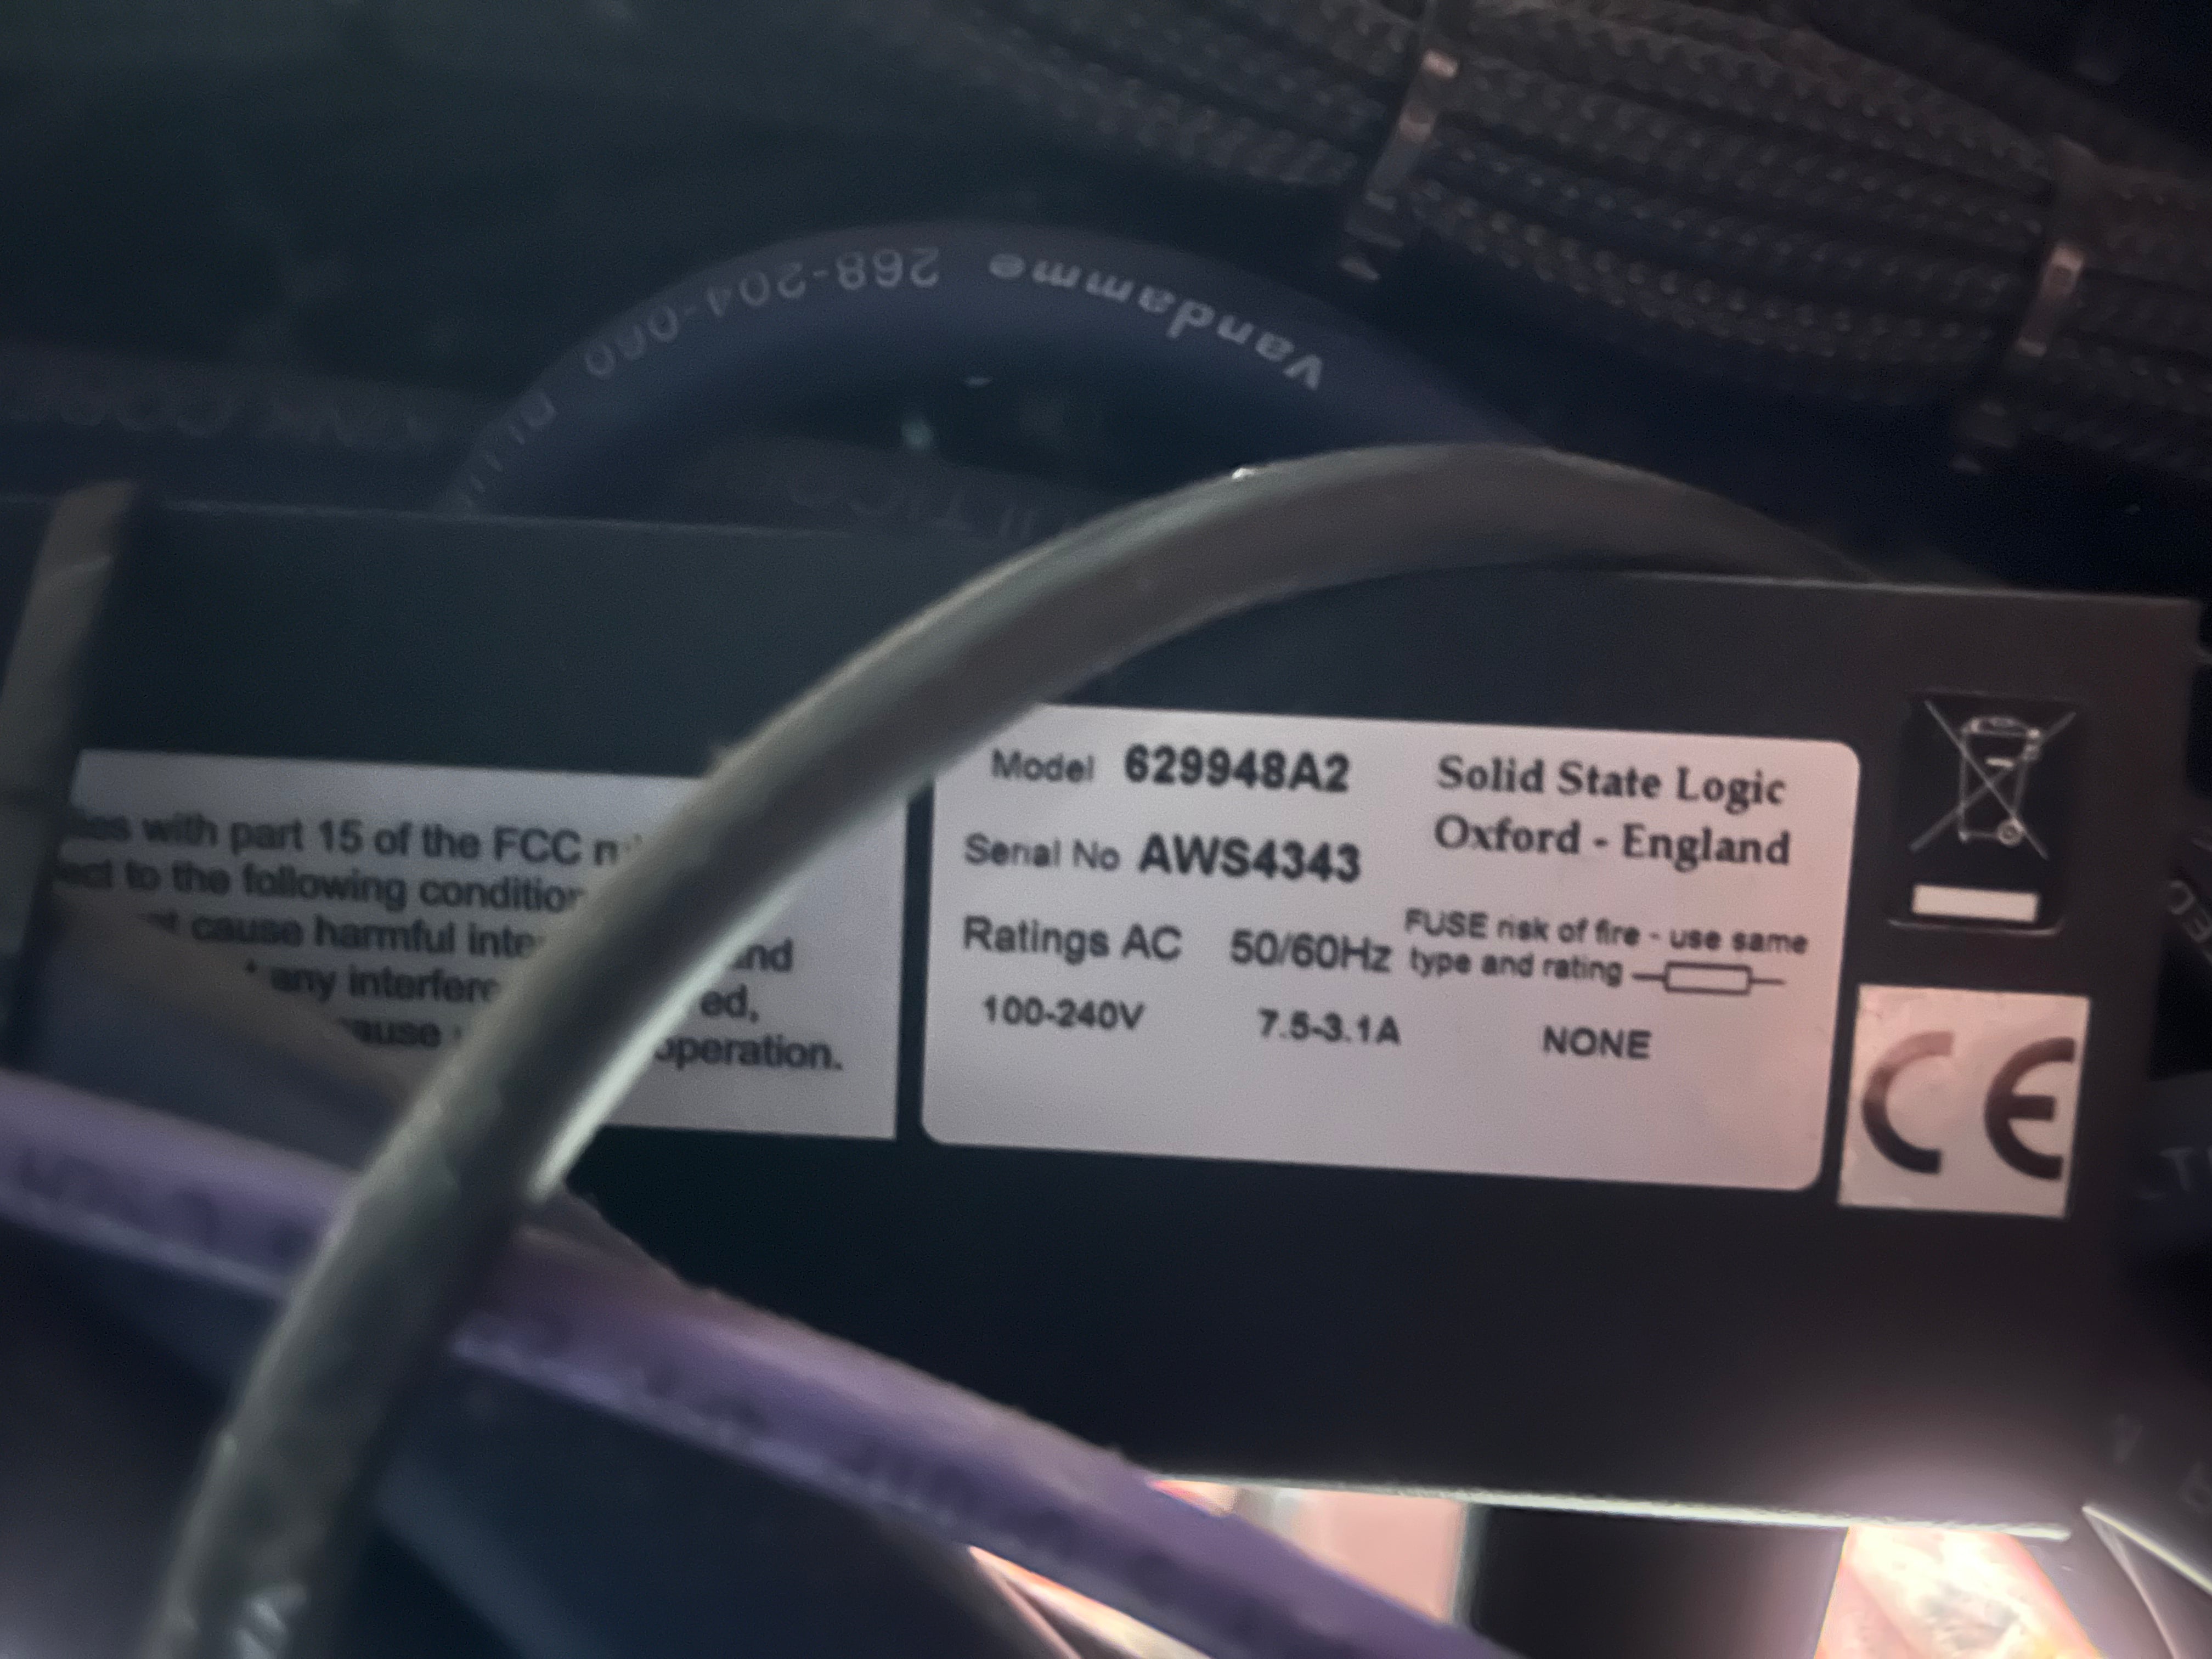 Vandamme 268-204-060
Model 629948A2
Serial No AWS4343
Ratings AC 50/60Hz
100-240V 7.5-3.1A NONE
Solid State Logic
Oxford - England
FUSE risk of fire - use same
type and rating
CE
with part 15 of the FCC
to the following
cause harmful
any
operation.